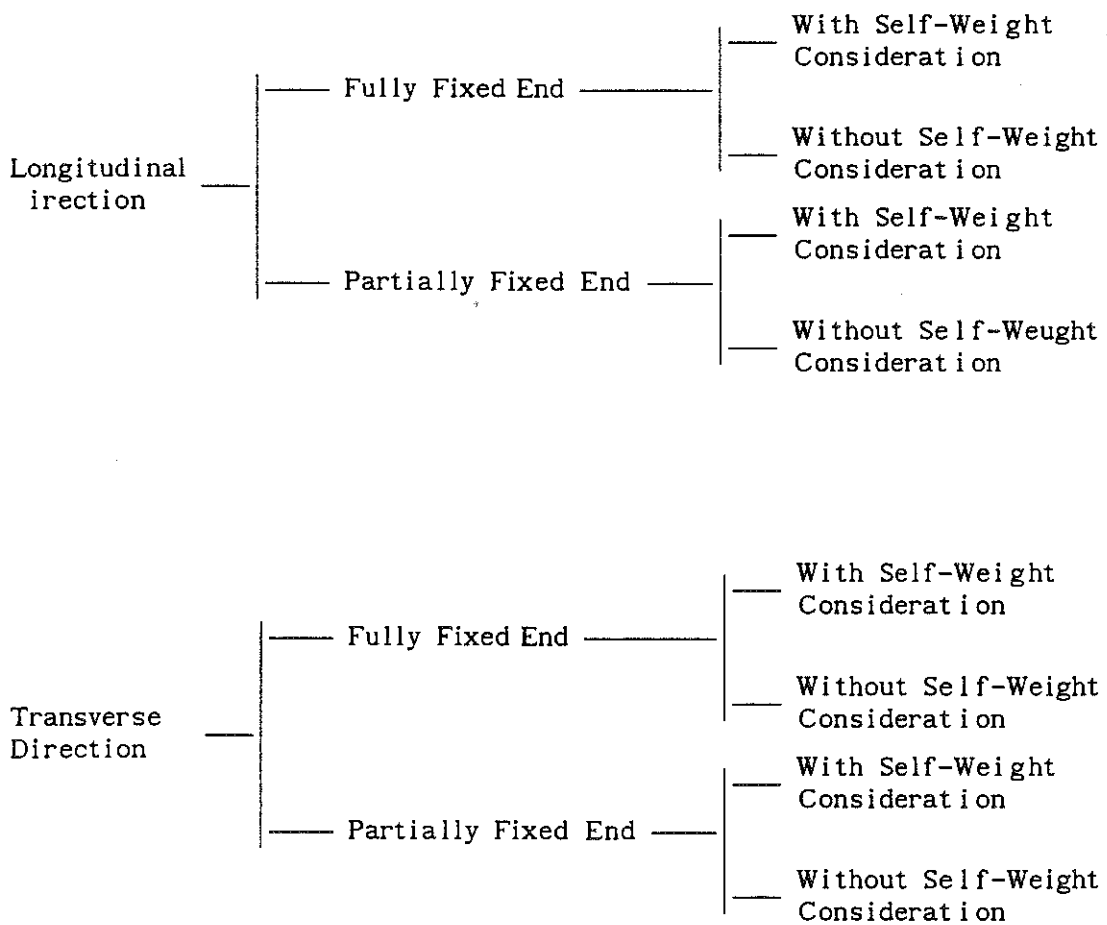 With Self-Weight
Consideration
Fully Fixed End
Without Self-Weight
Consideration
Longitudinal
irection
With Self-Weight
Consideration
Partially Fixed End
Without Self-Weught
Consideration
With Self-Weight
Consideration
Fully Fixed End
Without Self-Weight
Consideration
Transverse
Direction
With Self-Weight
Consideration
Partially Fixed End
Without Self-Weight
Consideration